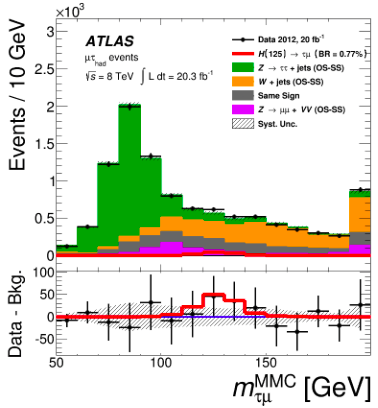 ×10³
ATLAS
μτ_had events
√s = 8 TeV ∫ L dt = 20.3 fb⁻¹
Data 2012, 20 fb⁻¹
H(125) → τμ (BR = 0.77%)
Z → ττ + jets (OS-SS)
W + jets (OS-SS)
Same Sign
Z → μμ + VV (OS-SS)
Syst. Unc.
Events / 10 GeV
3
2.5
2
1.5
1
0.5
0
Data - Bkg.
100
50
0
-50
50
100
150
m_τμ^MMC [GeV]